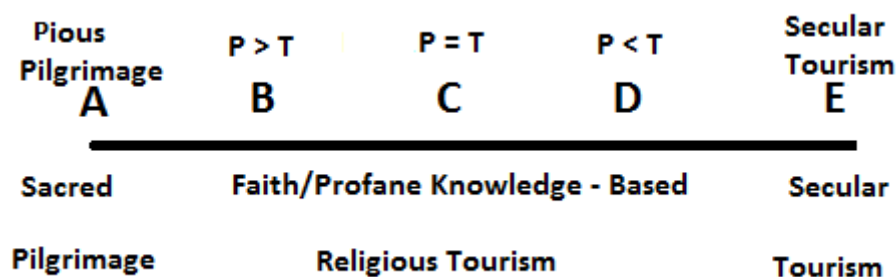 Pious
Pilgrimage
P > T
P = T
P < T
Secular
Tourism
A
B
C
D
E
Sacred
Faith/Profane Knowledge - Based
Secular
Pilgrimage
Religious Tourism
Tourism